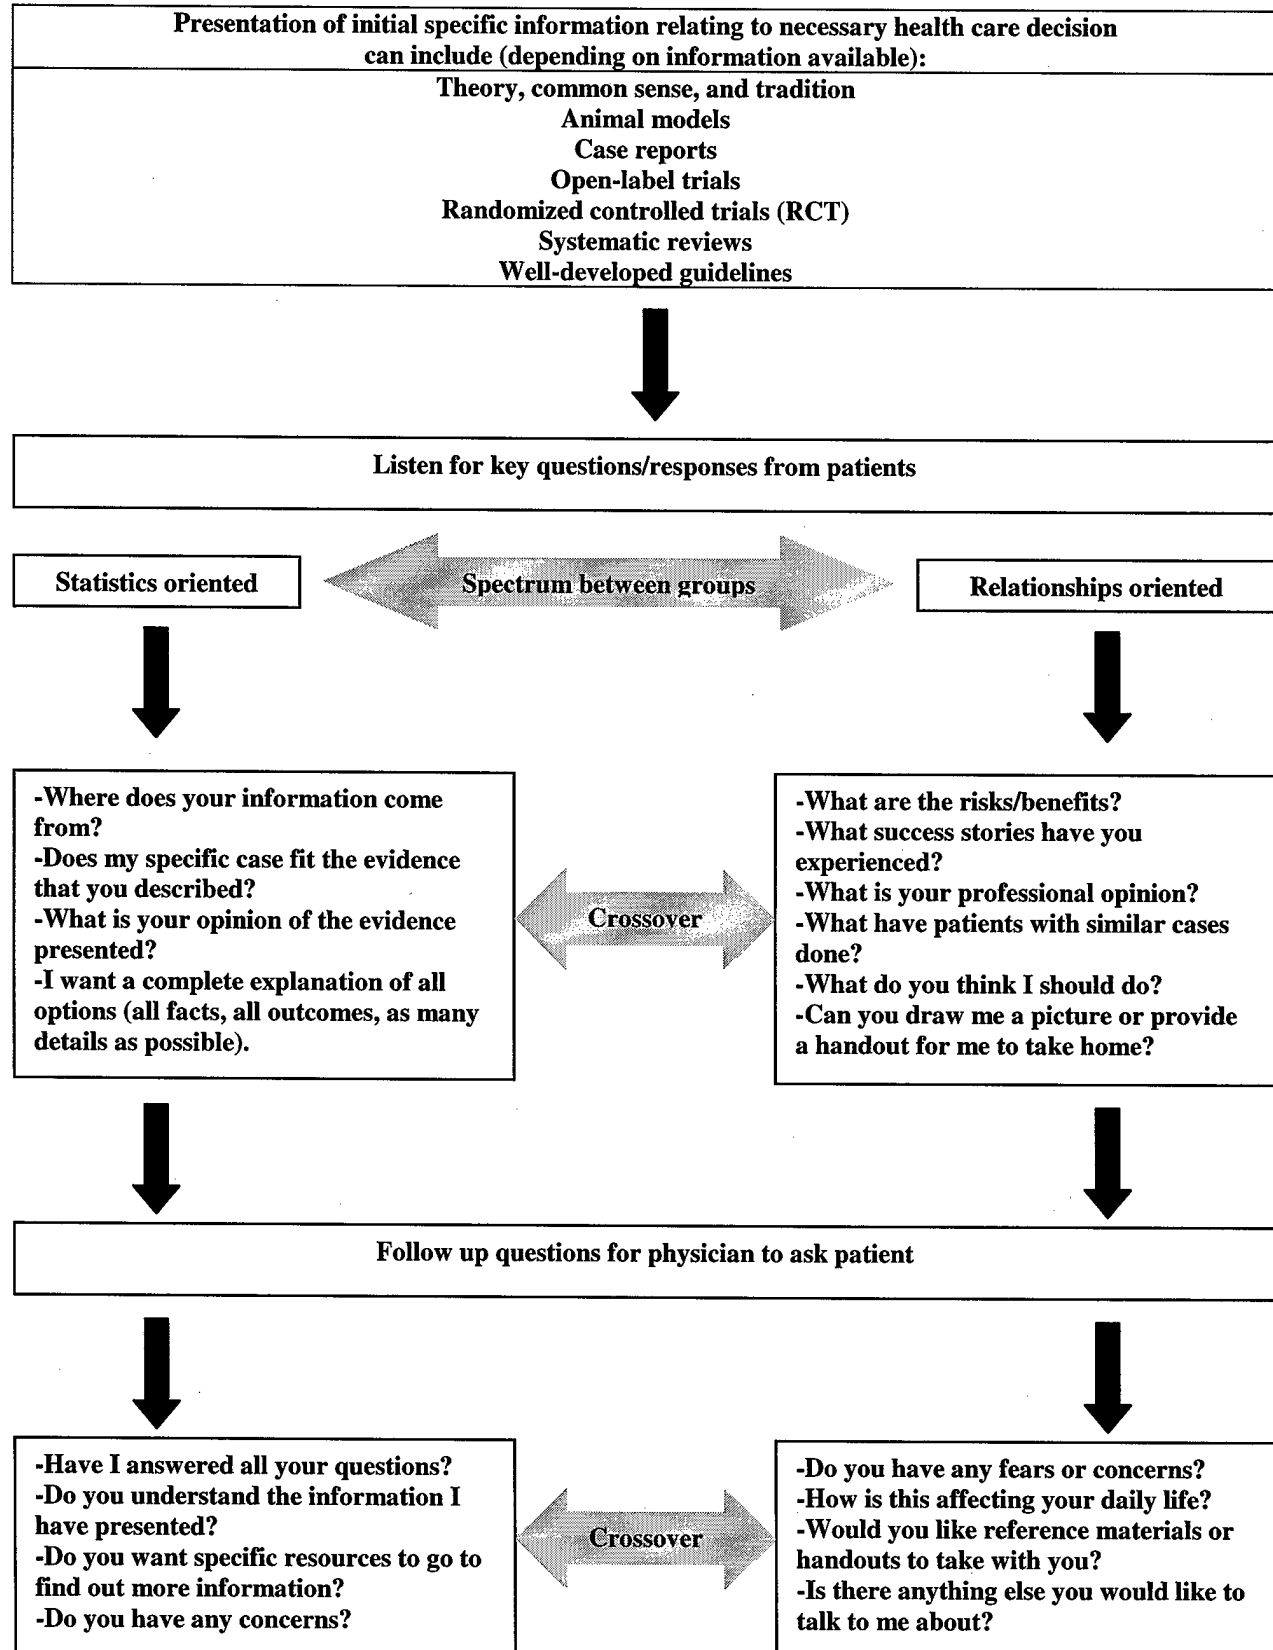 Presentation of initial specific information relating to necessary health care decision
can include (depending on information available):
Theory, common sense, and tradition
Animal models
Case reports
Open-label trials
Randomized controlled trials (RCT)
Systematic reviews
Well-developed guidelines
Listen for key questions/responses from patients
Statistics oriented
Spectrum between groups
Relationships oriented
-Where does your information come
from?
-Does my specific case fit the evidence
that you described?
-What is your opinion of the evidence
presented?
-I want a complete explanation of all
options (all facts, all outcomes, as many
details as possible).
Crossover
-What are the risks/benefits?
-What success stories have you
experienced?
-What is your professional opinion?
-What have patients with similar cases
done?
-What do you think I should do?
-Can you draw me a picture or provide
a handout for me to take home?
Follow up questions for physician to ask patient
-Have I answered all your questions?
-Do you understand the information I
have presented?
-Do you want specific resources to go to
find out more information?
-Do you have any concerns?
Crossover
-Do you have any fears or concerns?
-How is this affecting your daily life?
-Would you like reference materials or
handouts to take with you?
-Is there anything else you would like to
talk to me about?